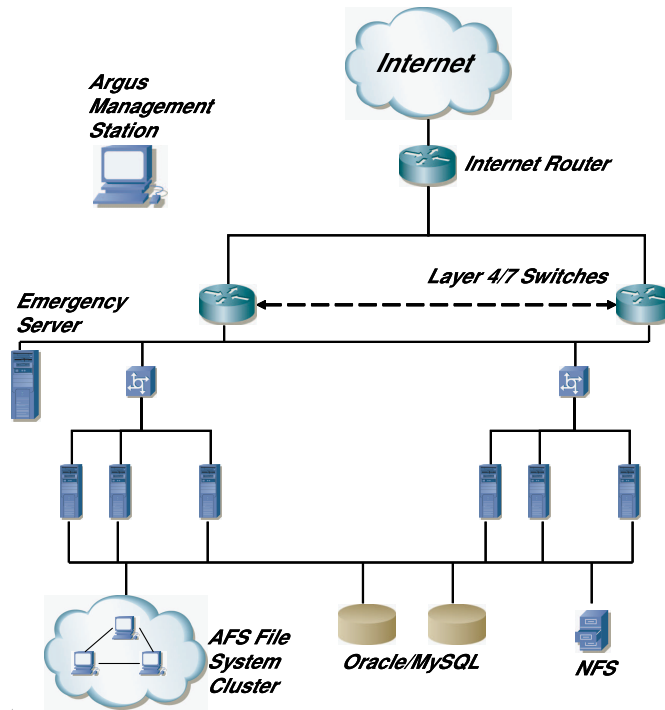 Internet
Argus
Management
Station
Internet Router
Layer 4/7 Switches
Emergency
Server
AFS File
System
Cluster
Oracle/MySQL
NFS